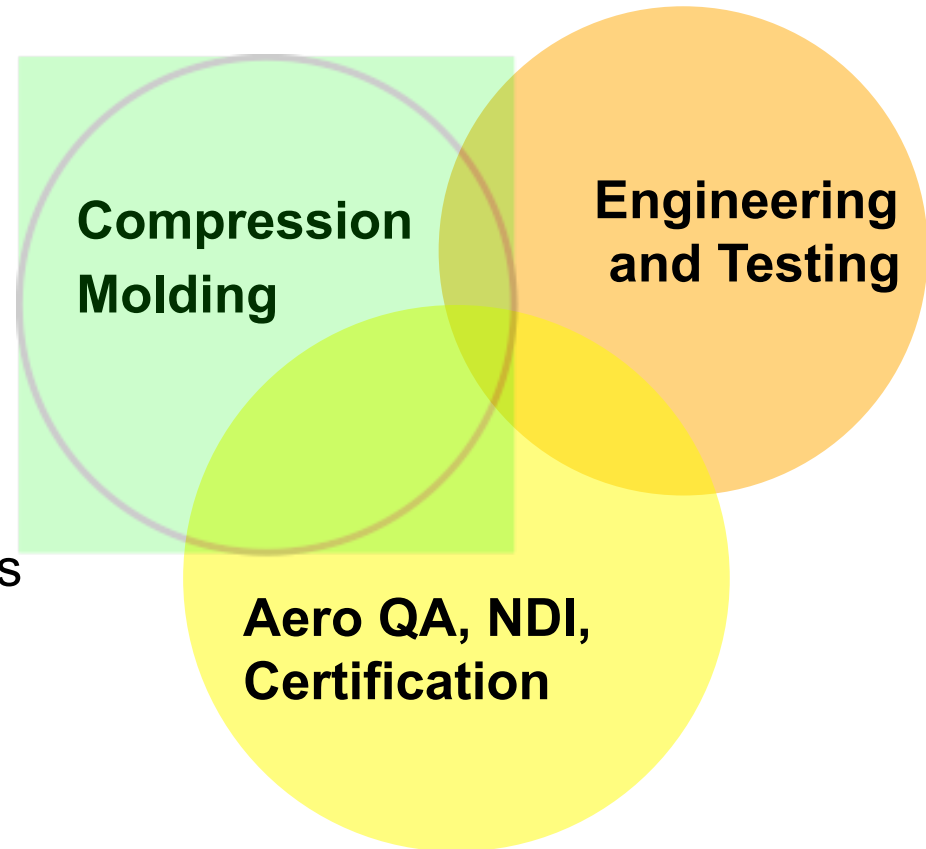 Engineering
and Testing
Compression
Molding
s
Aero QA, NDI,
Certification